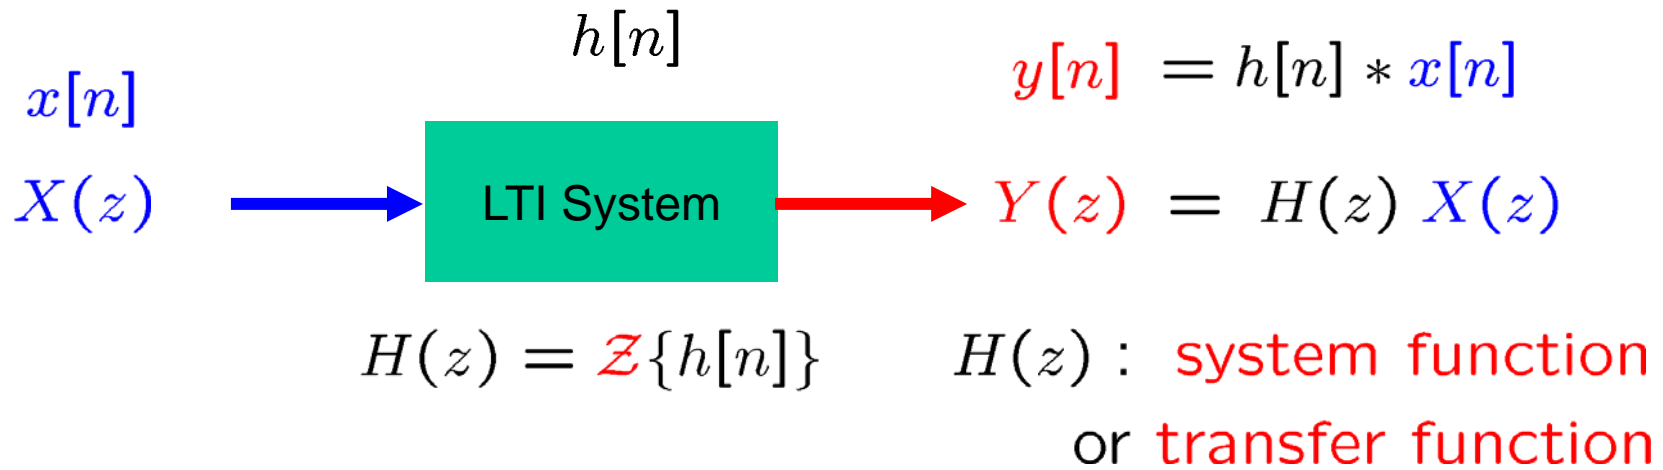 h[n]
x[n]
y[n] = h[n] ∗ x[n]
X(z)
LTI System
Y(z) = H(z) X(z)
H(z) = 𝒵{h[n]}
H(z) : system function
or transfer function